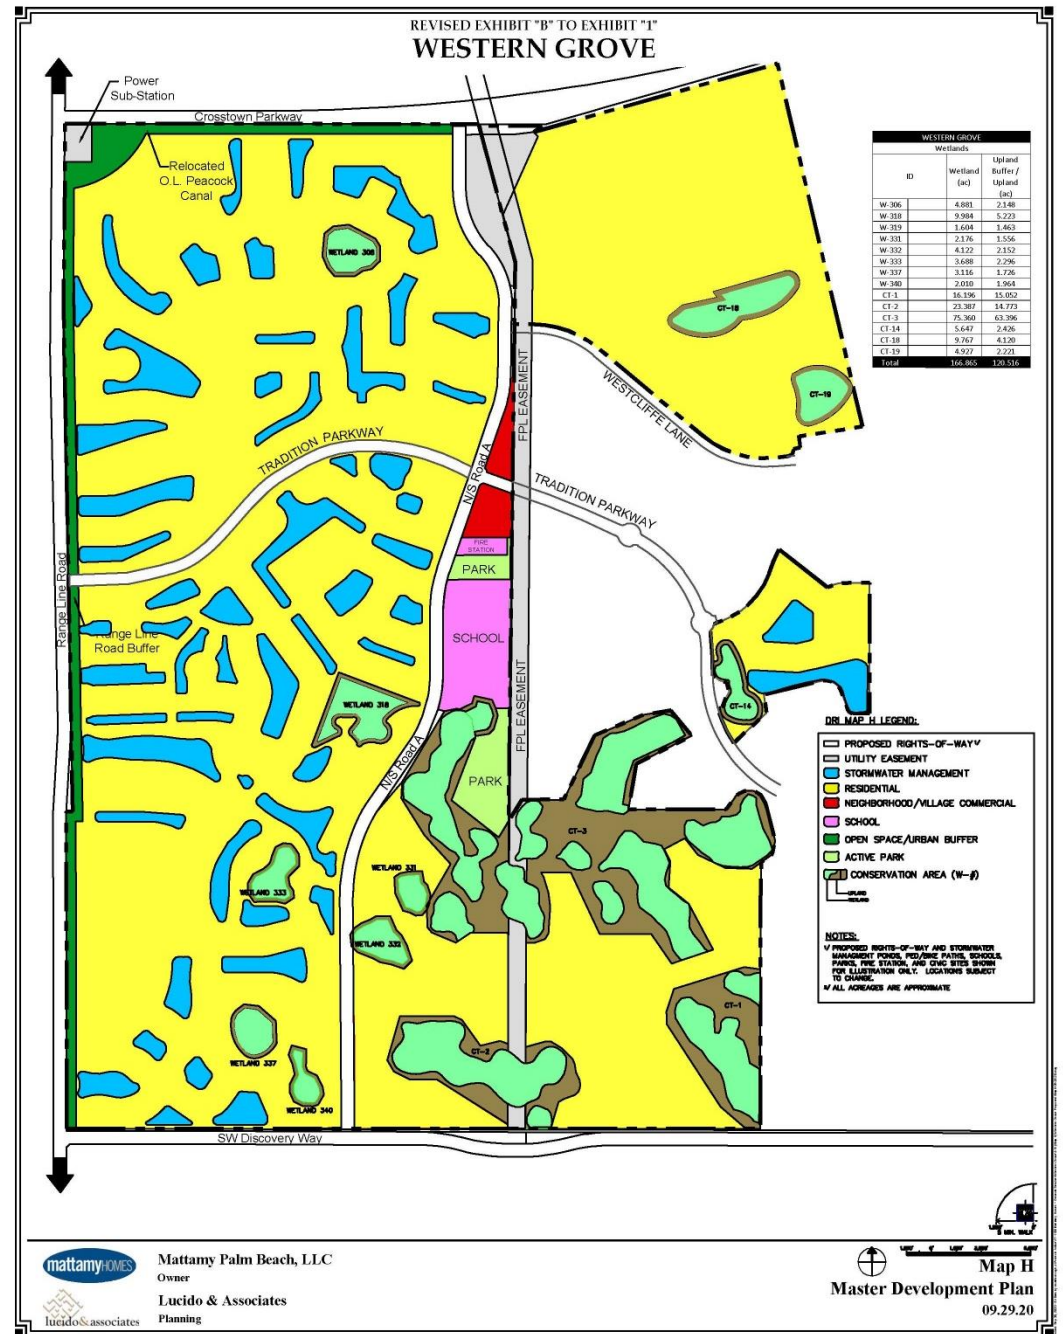 REVISED EXHIBIT "B" TO EXHIBIT "1"
WESTERN GROVE
Power
Sub-Station
Crosstown Parkway
Relocated
O.L. Peacock
Canal
WETLAND 306
CT-18
CT-19
WESTERN GROVE
Wetlands
ID Wetland (ac) Upland Buffer / Upland (ac)
W-306 4.881 2.148
W-318 9.984 5.223
W-319 1.604 1.463
W-331 2.176 1.556
W-332 4.122 2.152
W-333 3.688 2.296
W-337 3.116 1.726
W-340 2.010 1.964
CT-1 16.196 15.052
CT-2 23.387 14.773
CT-3 75.360 63.396
CT-14 5.647 2.426
CT-18 9.767 4.120
CT-19 4.927 2.221
Total 166.865 120.516
FPL EASEMENT
WESTCLIFFE LANE
TRADITION PARKWAY
N/S Road A
TRADITION PARKWAY
FIRE
STATION
PARK
SCHOOL
Range Line Road
Range Line
Road Buffer
WETLAND 318
FPL EASEMENT
CT-14
N/S Road A
PARK
CT-3
WETLAND 331
WETLAND 333
WETLAND 332
CT-1
CT-2
WETLAND 337
WETLAND 340
SW Discovery Way
DRI MAP H LEGEND:
PROPOSED RIGHTS-OF-WAY
UTILITY EASEMENT
STORMWATER MANAGEMENT
RESIDENTIAL
NEIGHBORHOOD/VILLAGE COMMERCIAL
SCHOOL
OPEN SPACE/URBAN BUFFER
ACTIVE PARK
CONSERVATION AREA (W-#)
UPLAND
WETLAND
NOTES:
1/ PROPOSED RIGHTS-OF-WAY AND STORMWATER
MANAGMENT PONDS, PED/BIKE PATHS, SCHOOLS,
PARKS, FIRE STATION, AND CIVIC SITES SHOWN
FOR ILLUSTRATION ONLY. LOCATIONS SUBJECT
TO CHANGE.
2/ ALL ACREAGES ARE APPROXIMATE
5 MIN. WALK
mattamyHOMES
Mattamy Palm Beach, LLC
Owner
lucido&associates
Lucido & Associates
Planning
Map H
Master Development Plan
09.29.20